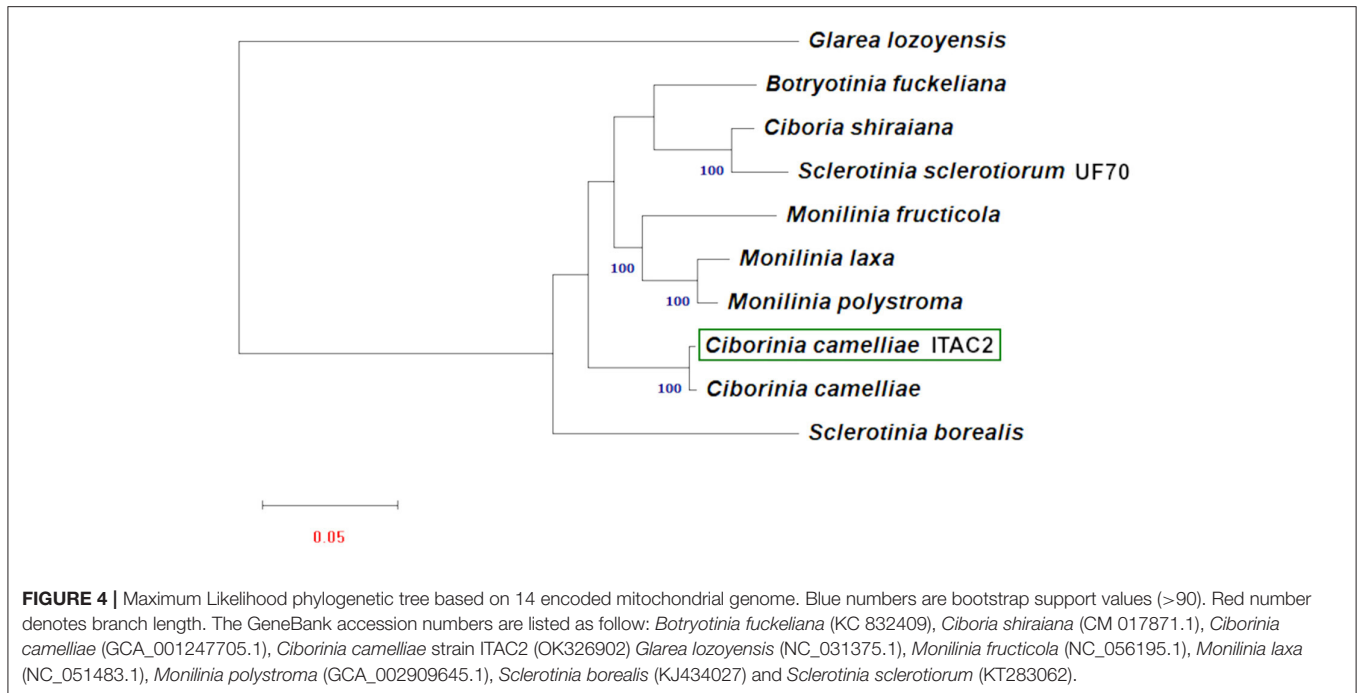 Glarea lozoyensis
Botryotinia fuckeliana
Ciboria shiraiana
100
Sclerotinia sclerotiorum UF70
Monilinia fructicola
100
Monilinia laxa
100
Monilinia polystroma
Ciborinia camelliae ITAC2
100
Ciborinia camelliae
Sclerotinia borealis
0.05
FIGURE 4 | Maximum Likelihood phylogenetic tree based on 14 encoded mitochondrial genome. Blue numbers are bootstrap support values (>90). Red number
denotes branch length. The GeneBank accession numbers are listed as follow: Botryotinia fuckeliana (KC 832409), Ciboria shiraiana (CM 017871.1), Ciborinia
camelliae (GCA_001247705.1), Ciborinia camelliae strain ITAC2 (OK326902) Glarea lozoyensis (NC_031375.1), Monilinia fructicola (NC_056195.1), Monilinia laxa
(NC_051483.1), Monilinia polystroma (GCA_002909645.1), Sclerotinia borealis (KJ434027) and Sclerotinia sclerotiorum (KT283062).